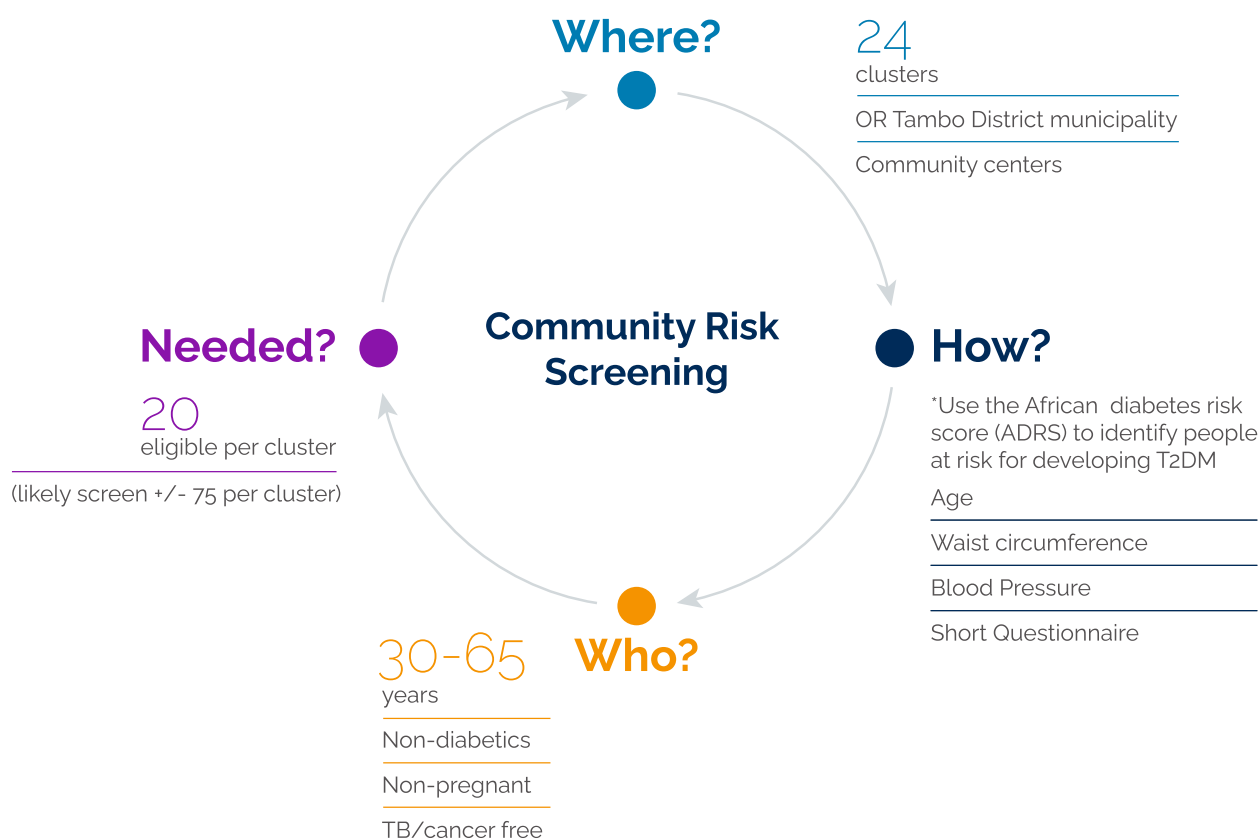 Where?
24
clusters
OR Tambo District municipality
Community centers
Community Risk
Screening
How?
*Use the African diabetes risk
score (ADRS) to identify people
at risk for developing T2DM
Age
Waist circumference
Blood Pressure
Short Questionnaire
Who?
30-65
years
Non-diabetics
Non-pregnant
TB/cancer free
Needed?
20
eligible per cluster
(likely screen +/- 75 per cluster)